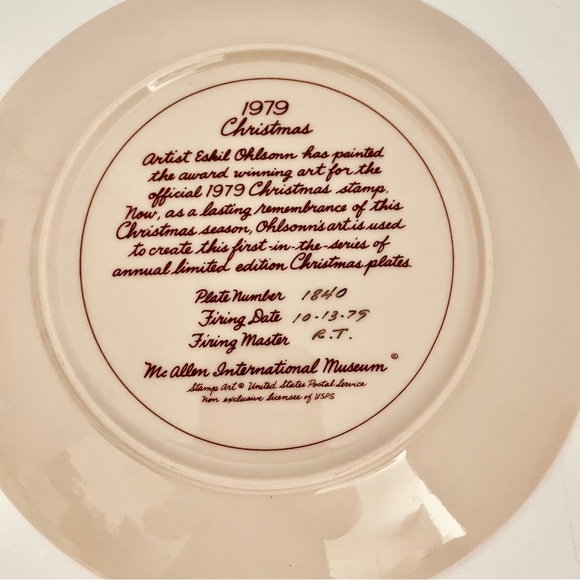 1979
Christmas
Artist Eskil Ohlsonn has painted
the award winning art for the
official 1979 Christmas stamp.
Now, as a lasting remembrance of this
Christmas season, Ohlsonn's art is used
to create this first-in-the-series of
annual limited edition Christmas plates.
Plate Number 1840
Firing Date 10-13-79
Firing Master R.T.
McAllen International Museum ©
Stamp Art © United States Postal Service
non exclusive licensee of USPS